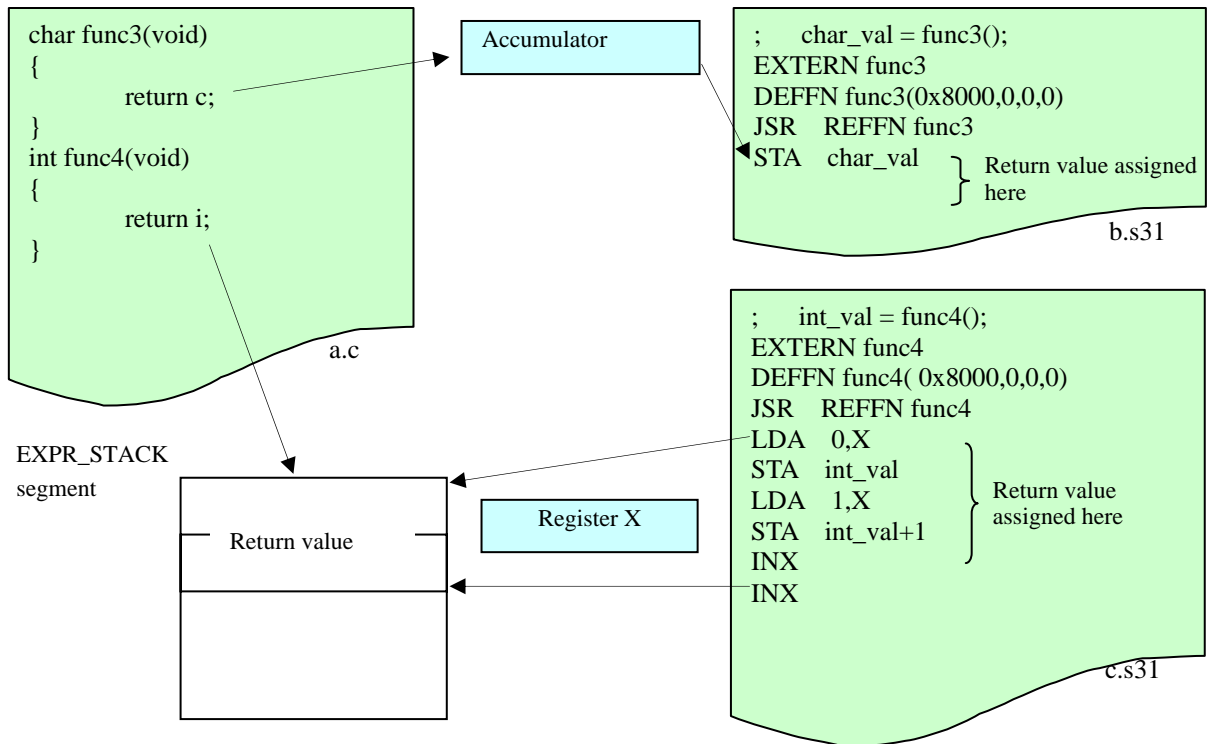 char func3(void)
{
return c;
}
int func4(void)
{
return i;
}
a.c
Accumulator
; char_val = func3();
EXTERN func3
DEFFN func3(0x8000,0,0,0)
JSR REFFN func3
STA char_val
Return value assigned
here
b.s31
; int_val = func4();
EXTERN func4
DEFFN func4( 0x8000,0,0,0)
JSR REFFN func4
LDA 0,X
STA int_val
LDA 1,X
STA int_val+1
INX
INX
Return value
assigned here
c.s31
EXPR_STACK
segment
Return value
Register X